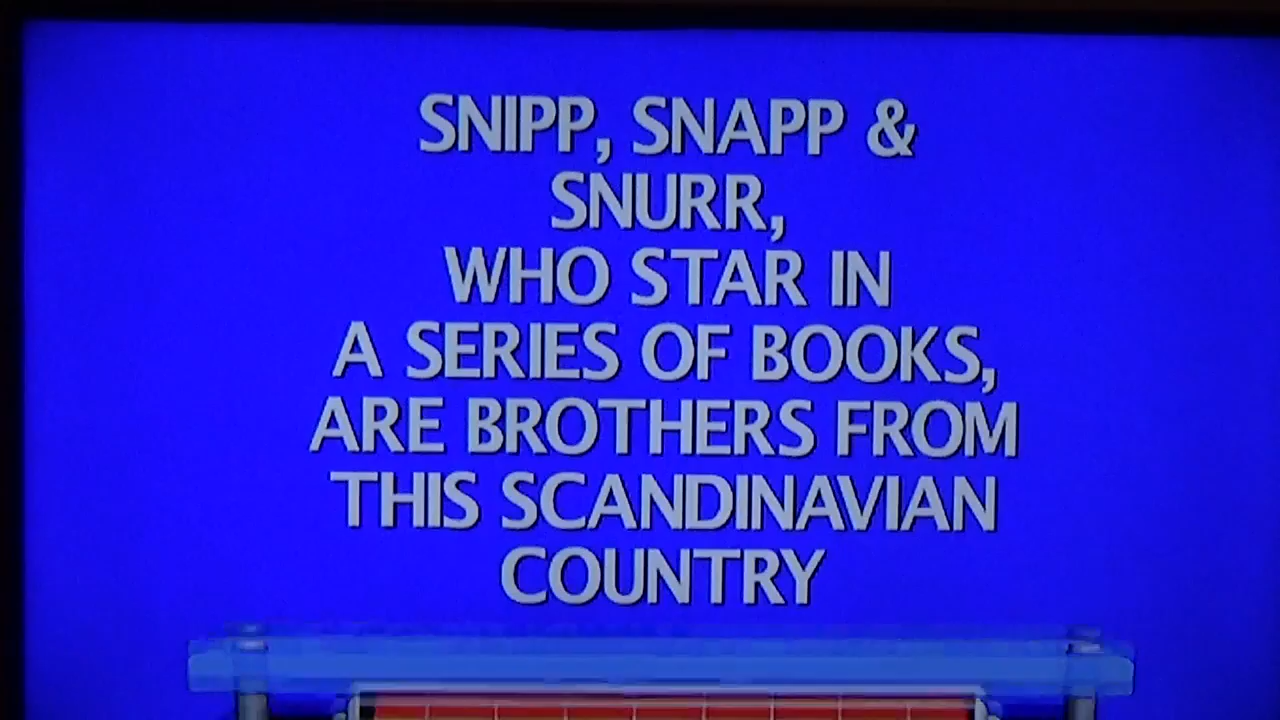 SNIPP, SNAPP &
SNURR,
WHO STAR IN
A SERIES OF BOOKS,
ARE BROTHERS FROM
THIS SCANDINAVIAN
COUNTRY